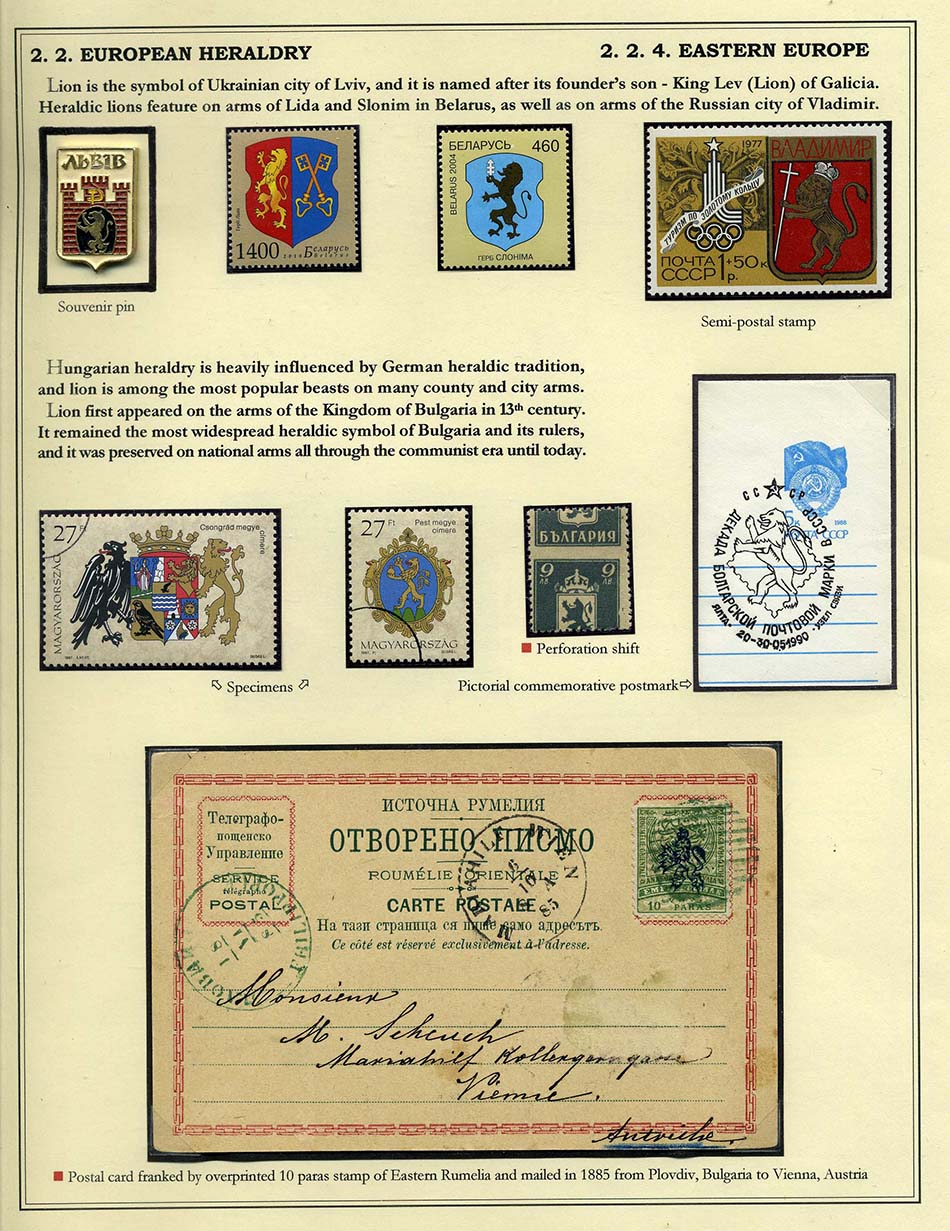 2. 2. EUROPEAN HERALDRY
2. 2. 4. EASTERN EUROPE
Lion is the symbol of Ukrainian city of Lviv, and it is named after its founder's son - King Lev (Lion) of Galicia.
Heraldic lions feature on arms of Lida and Slonim in Belarus, as well as on arms of the Russian city of Vladimir.
ЛЬВІВ
1400
2016 Беларусь
Belarus
БЕЛАРУСЬ 460
BELARUS 2004
ГЕРБ СЛОНІМА
1977
ВЛАДИМИР
ТУРИЗМ ПО ЗОЛОТОМУ КОЛЬЦУ
ПОЧТА
СССР
1+50к
р.
Souvenir pin
Semi-postal stamp
Hungarian heraldry is heavily influenced by German heraldic tradition,
and lion is among the most popular beasts on many county and city arms.
Lion first appeared on the arms of the Kingdom of Bulgaria in 13th century.
It remained the most widespread heraldic symbol of Bulgaria and its rulers,
and it was preserved on national arms all through the communist era until today.
27 Ft
Csongrád megye
címere
MAGYARORSZÁG
27 Ft
Pest megye
címere
MAGYARORSZÁG
БЪЛГАРИЯ
9 9
ЛВ. ЛВ.
СССР
5к
1988
ПОЧТА СССР
ДЕКАДА БОЛГАРСКОЙ ПОЧТОВОЙ МАРКИ В СССР
ЯЛТА - УЗЕЛ СВЯЗИ
20-30.051990
Perforation shift
Specimens
Pictorial commemorative postmark
ИСТОЧНА РУМЕЛИЯ
Телеграфо-
пощенско
Управление
ОТВОРЕНО ПИСМО
ROUMÉLIE ORIENTALE
SERVICE
télégrapho
POSTAL
CARTE POSTALE
На тази страница ся пише само адресътъ.
Ce côté est réservé exclusivement à l'adresse.
WIEN
85
EMI
10 PARAS
Monsieur
M. Scheuch
Mariahilf
Vienne.
Autriche.
Postal card franked by overprinted 10 paras stamp of Eastern Rumelia and mailed in 1885 from Plovdiv, Bulgaria to Vienna, Austria